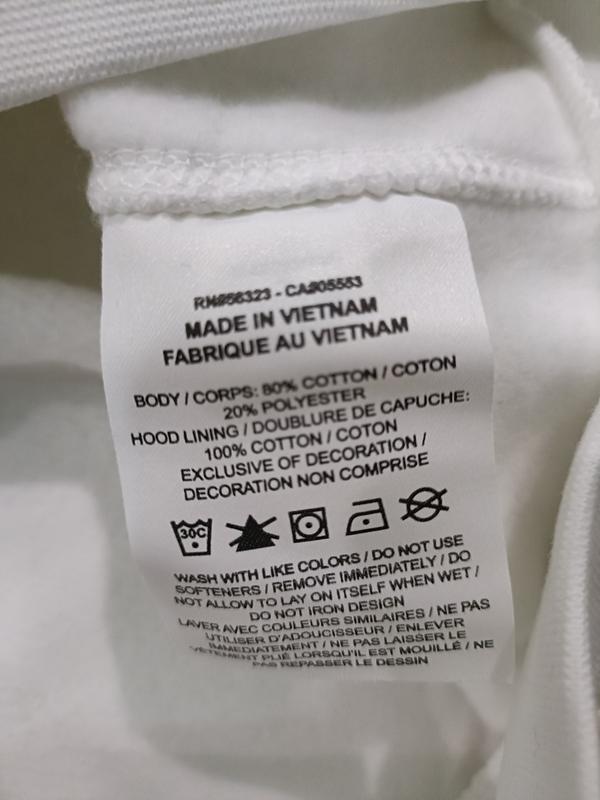 RN#56323 - CA#05553
MADE IN VIETNAM
FABRIQUE AU VIETNAM
BODY / CORPS: 80% COTTON / COTON
20% POLYESTER
HOOD LINING / DOUBLURE DE CAPUCHE:
100% COTTON / COTON
EXCLUSIVE OF DECORATION /
DECORATION NON COMPRISE
30C
WASH WITH LIKE COLORS / DO NOT USE
SOFTENERS / REMOVE IMMEDIATELY / DO
NOT ALLOW TO LAY ON ITSELF WHEN WET /
DO NOT IRON DESIGN
LAVER AVEC COULEURS SIMILAIRES / NE PAS
UTILISER D'ADOUCISSEUR / ENLEVER
IMMEDIATEMENT / NE PAS LAISSER LE
VÊTEMENT PLIÉ LORSQU'IL EST MOUILLÉ / NE
PAS REPASSER LE DESSIN